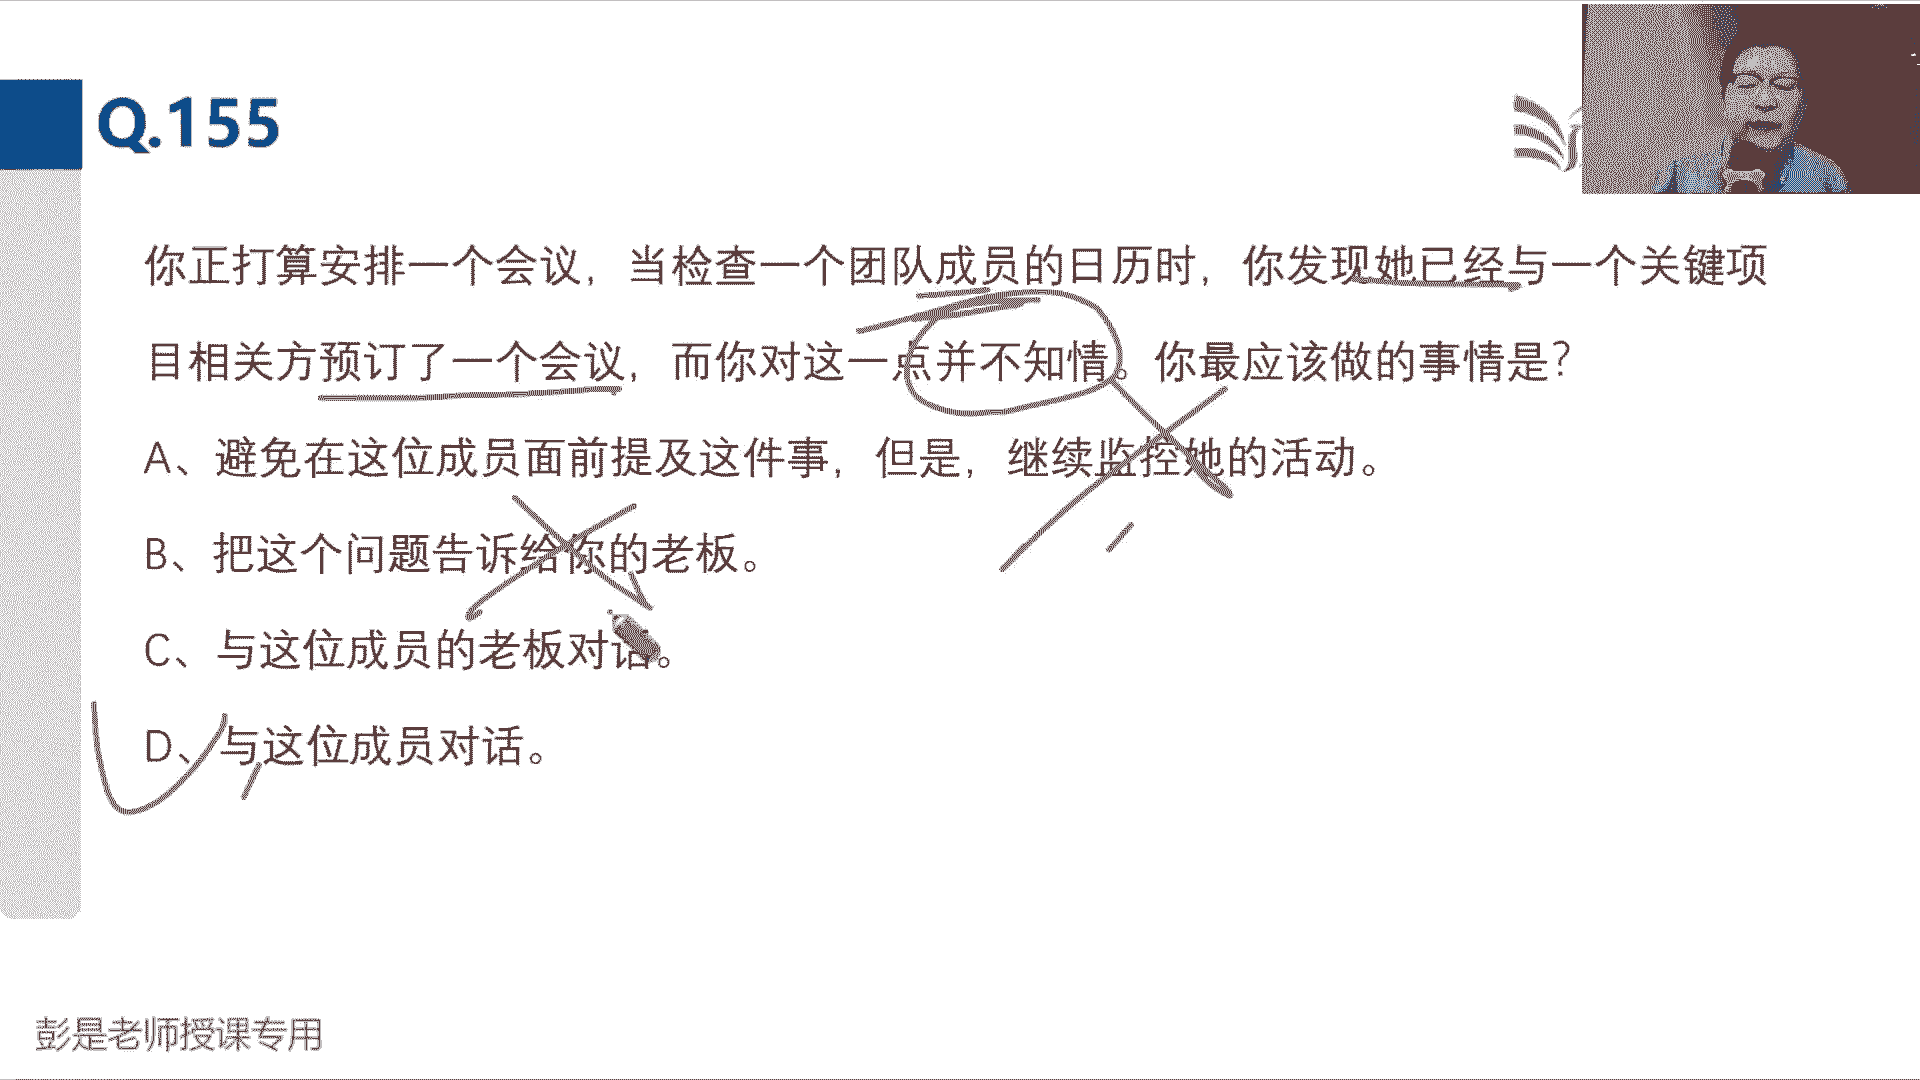 Q.155
你正打算安排一个会议，当检查一个团队成员的日历时，你发现她已经与一个关键项
目相关方预订了一个会议，而你对这一点并不知情。你最应该做的事情是？
A、避免在这位成员面前提及这件事，但是，继续监控她的活动。
B、把这个问题告诉给你的老板。
C、与这位成员的老板对话。
D、与这位成员对话。
彭是老师授课专用